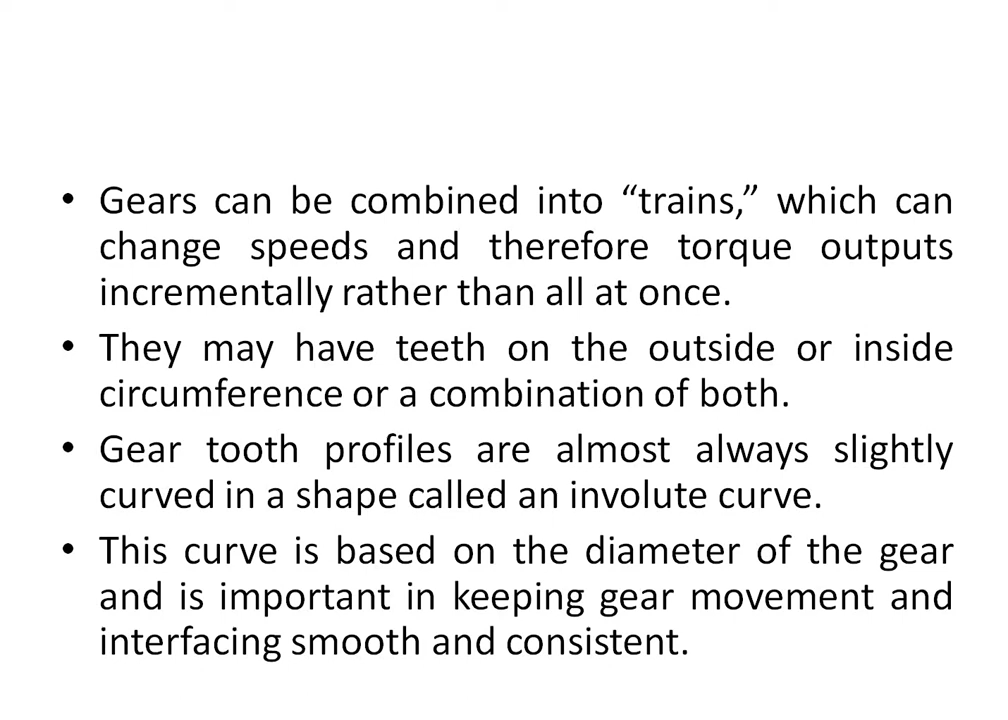 • Gears can be combined into “trains,” which can
change speeds and therefore torque outputs
incrementally rather than all at once.
• They may have teeth on the outside or inside
circumference or a combination of both.
• Gear tooth profiles are almost always slightly
curved in a shape called an involute curve.
• This curve is based on the diameter of the gear
and is important in keeping gear movement and
interfacing smooth and consistent.